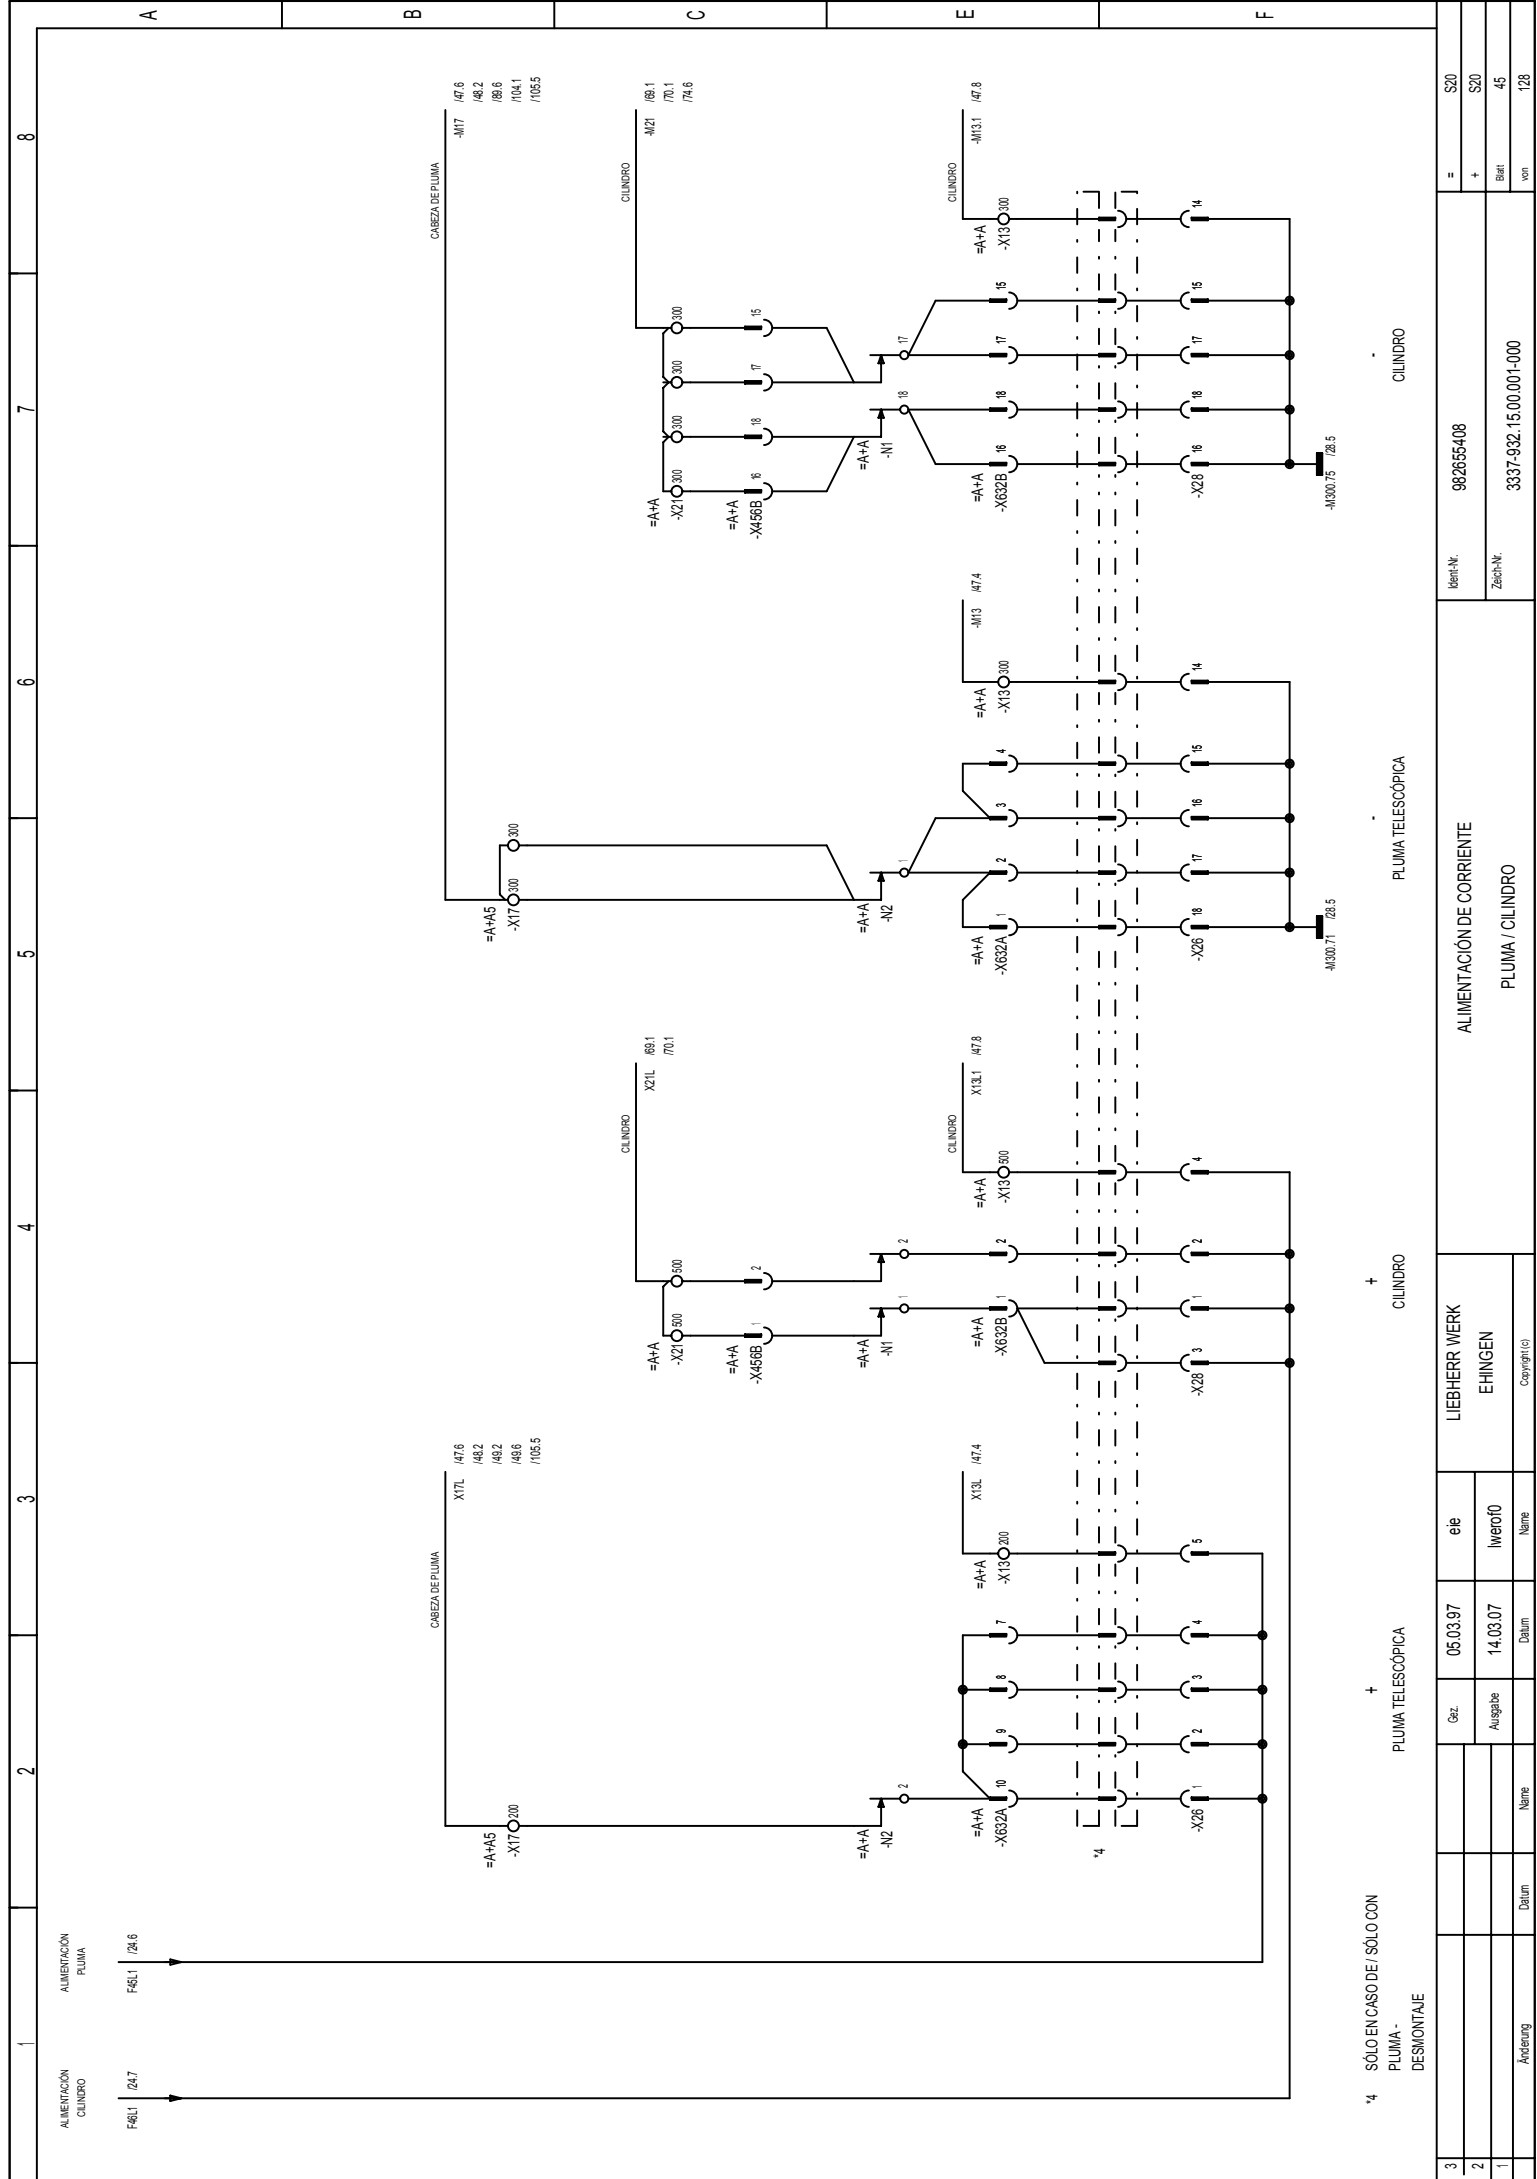 1
2
3
4
5
6
7
8
A
B
C
E
F
ALIMENTACIÓN
CILINDRO
F46L1 /24.7
ALIMENTACIÓN
PLUMA
F45L1 /24.6
CABEZA DE PLUMA
X17L /47.6
/48.2
/49.2
/49.6
/105.5
=A+A5
-X17 200
=A+A
-N2 2
=A+A
-X632A 10 9 8 7
=A+A
-X13 200
X13L /47.4
*4
-X26 1 2 3 4 5
+
PLUMA TELESCÓPICA
CILINDRO
X21L /69.1
/70.1
=A+A
-X21 500 500
=A+A
-X456B 1 2
=A+A
-N1 1 2
=A+A
-X632B 1 2
CILINDRO
X13L1 /47.8
=A+A
-X13 500
-X28 3 1 2 4
+
CILINDRO
CABEZA DE PLUMA
-M17 /47.6
/48.2
/89.6
/104.1
/105.5
=A+A5
-X17 300 300
=A+A
-N2 1
=A+A
-X632A 1 2 3 4
=A+A
-X13 300
-M13 /47.4
-X26 18 17 16 15 14
-M300.71 /28.5
-
PLUMA TELESCÓPICA
CILINDRO
-M21 /69.1
/70.1
/74.6
=A+A
-X21 300 300 300 300
=A+A
-X456B 16 18 17 15
=A+A
-N1 18 17
=A+A
-X632B 16 18 17 15
CILINDRO
-M13.1 /47.8
=A+A
-X13 300
-X28 16 18 17 15 14
-M300.75 /28.5
-
CILINDRO
*4 SÓLO EN CASO DE / SÓLO CON
PLUMA -
DESMONTAJE
3
2
1
Änderung Datum Name
Gez. 05.03.97 eie
Ausgabe 14.03.07 lwerof0
Datum Name
LIEBHERR WERK
EHINGEN
Copyright (c)
ALIMENTACIÓN DE CORRIENTE
PLUMA / CILINDRO
Ident-Nr. 982655408
Zeich-Nr. 3337-932.15.00.001-000
= S20
+ S20
Blatt 45
von 128